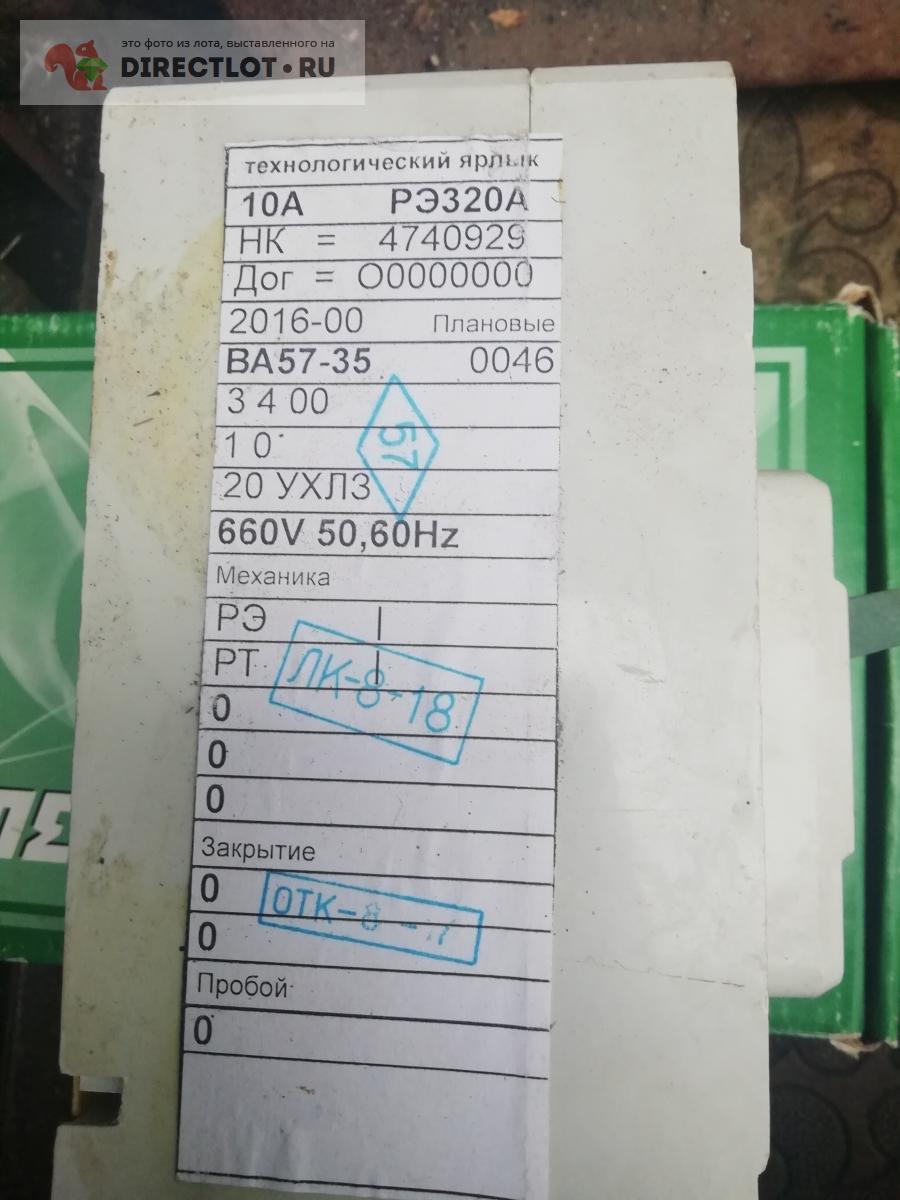 это фото из лота, выставленного на
DIRECTLOT•RU
технологический ярлык
10А РЭ320А
НК = 4740929
Дог = О0000000
2016-00 Плановые
ВА57-35 0046
3 4 00
1 0
57
20 УХЛ3
660V 50,60Hz
Механика
РЭ |
РТ |
ЛК-8-18
0
0
0
Закрытие
0
ОТК-8
0
Пробой
0